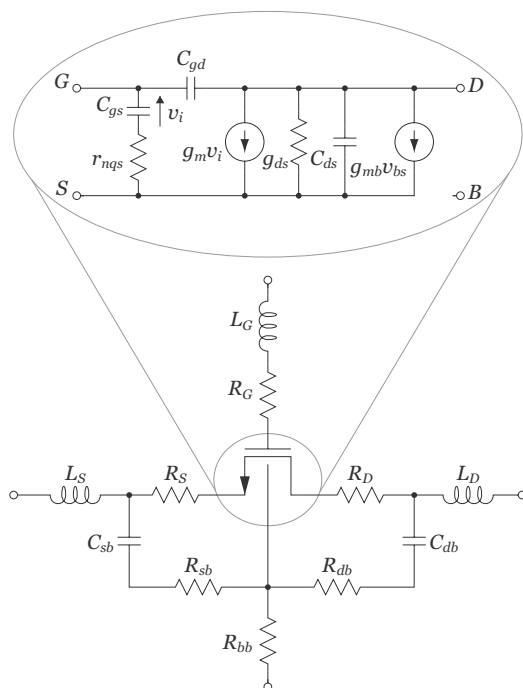 G
C_gd
D
C_gs
v_i
r_nqs
g_m v_i
g_ds
C_ds
g_mb v_bs
S
B
L_G
R_G
L_S
R_S
R_D
L_D
C_sb
C_db
R_sb
R_db
R_bb